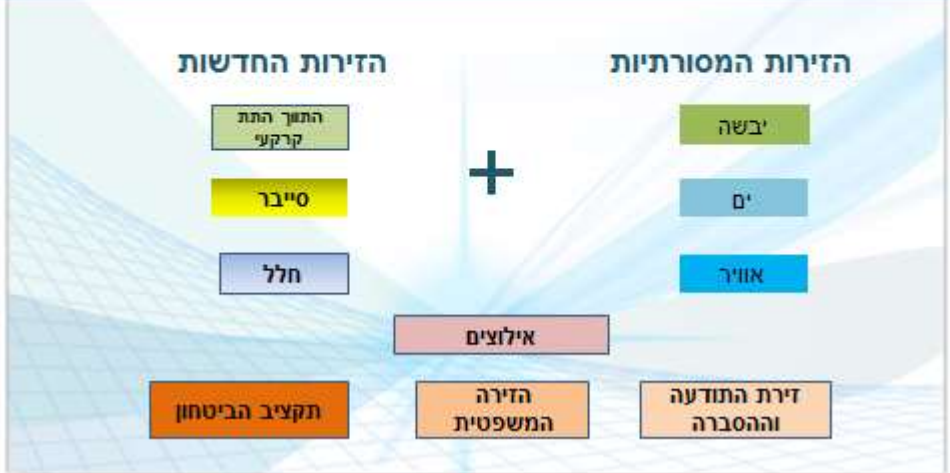 הזירות המסורתיות
הזירות החדשות
יבשה
התווך התת
קרקעי
+
ים
סייבר
אוויר
חלל
אילוצים
זירת התודעה
וההסברה
הזירה
המשפטית
תקציב הביטחון